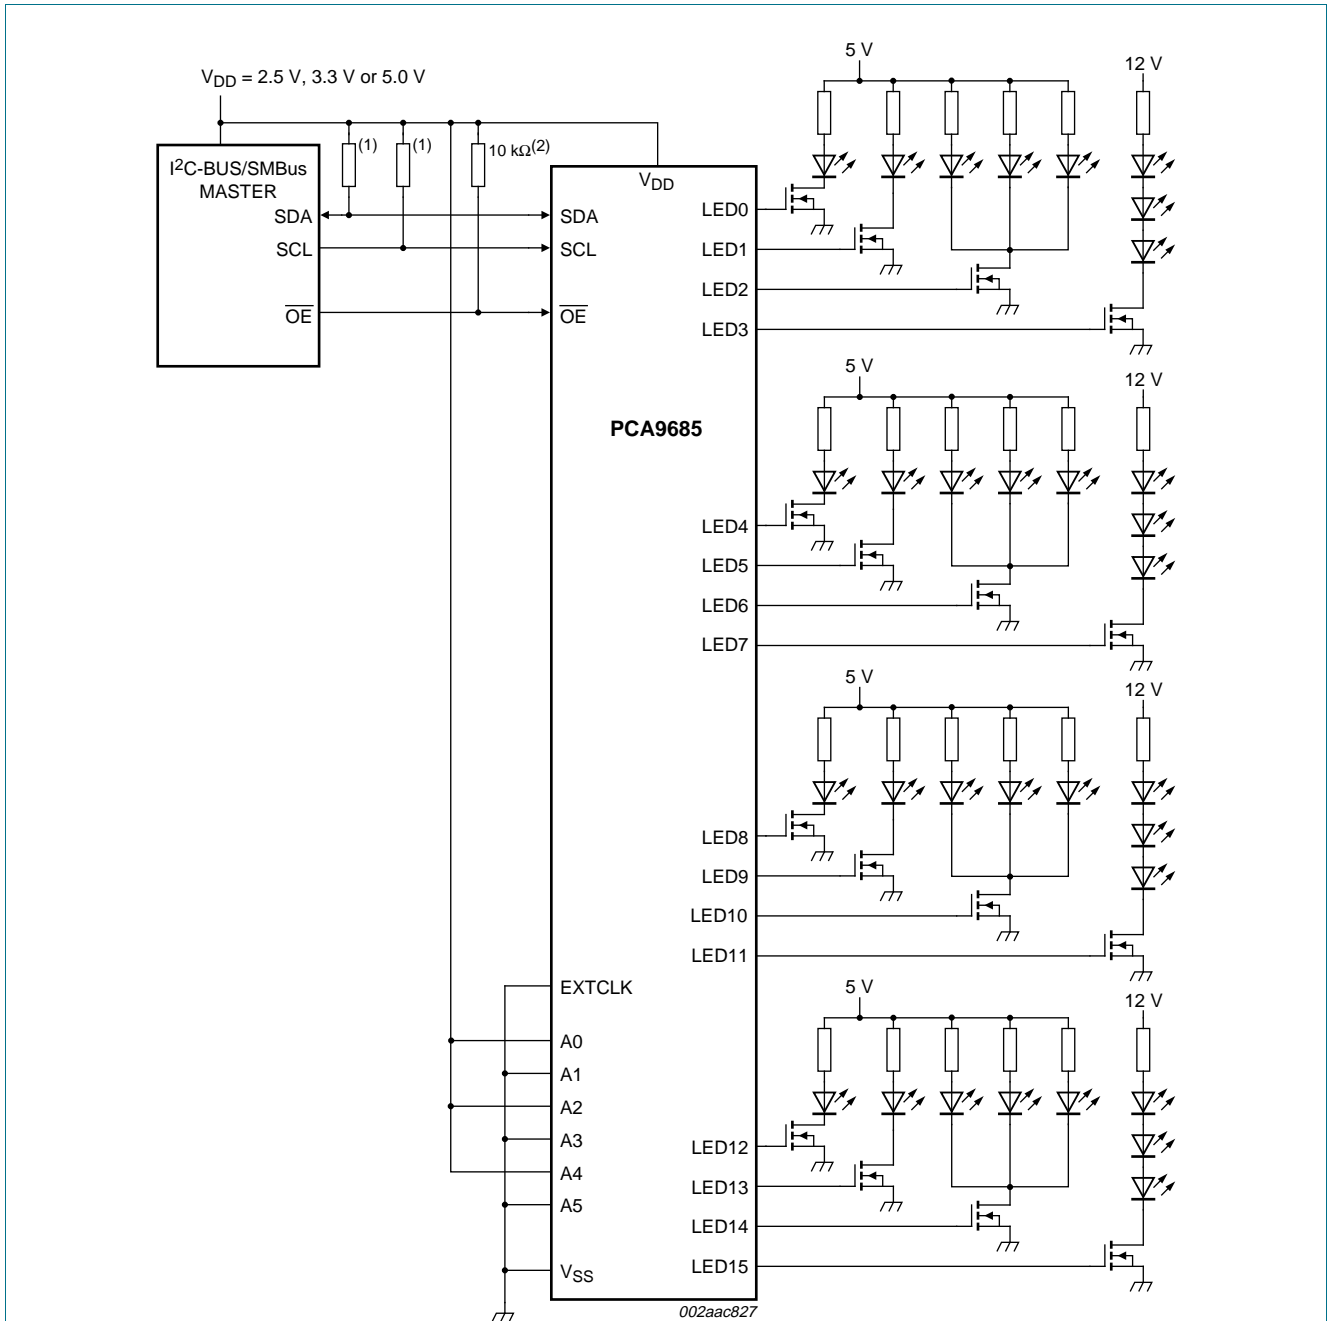 V_DD = 2.5 V, 3.3 V or 5.0 V
I²C-BUS/SMBus
MASTER
SDA
SCL
O̅E̅
(1)
(1)
10 kΩ(2)
V_DD
SDA
SCL
O̅E̅
PCA9685
EXTCLK
A0
A1
A2
A3
A4
A5
V_SS
LED0
LED1
LED2
LED3
5 V
12 V
LED4
LED5
LED6
LED7
5 V
12 V
LED8
LED9
LED10
LED11
5 V
12 V
LED12
LED13
LED14
LED15
5 V
12 V
002aac827